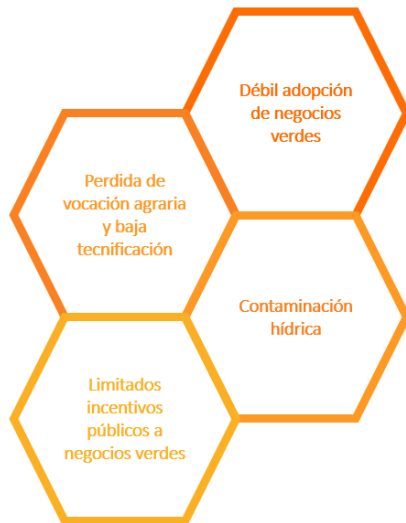 Débil adopción
de negocios
verdes
Perdida de
vocación agraria
y baja
tecnificación
Contaminación
hídrica
Limitados
incentivos
públicos a
negocios verdes